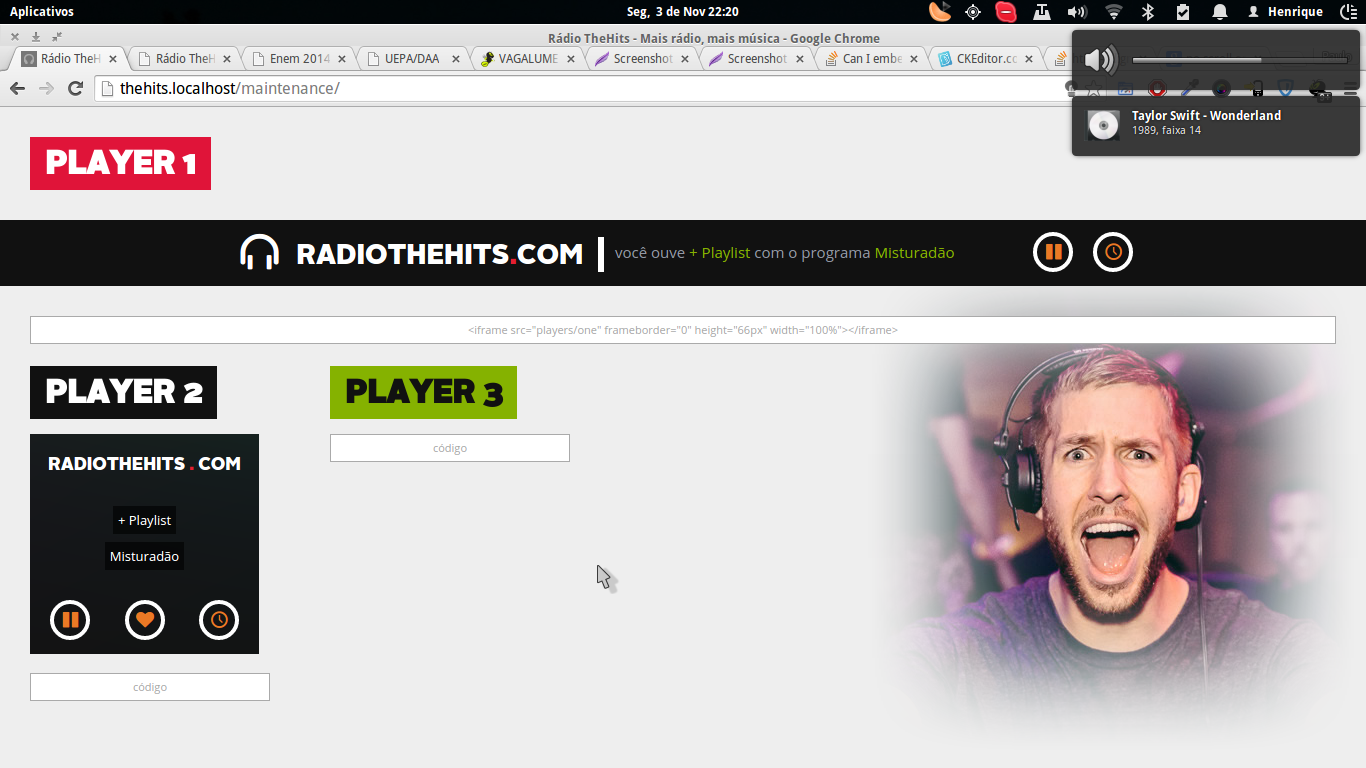 Aplicativos
Seg, 3 de Nov 22:20
Henrique
Rádio TheHits - Mais rádio, mais música - Google Chrome
Rádio TheH
Rádio TheH
Enem 2014
UEPA/DAA
VAGALUME
Screenshot
Screenshot
Can I embe
CKEditor.co
thehits.localhost/maintenance/
Taylor Swift - Wonderland
1989, faixa 14
PLAYER 1
RADIOTHEHITS.COM
você ouve + Playlist com o programa Misturadão
<iframe src="players/one" frameborder="0" height="66px" width="100%"></iframe>
PLAYER 2
PLAYER 3
código
RADIOTHEHITS . COM
+ Playlist
Misturadão
código